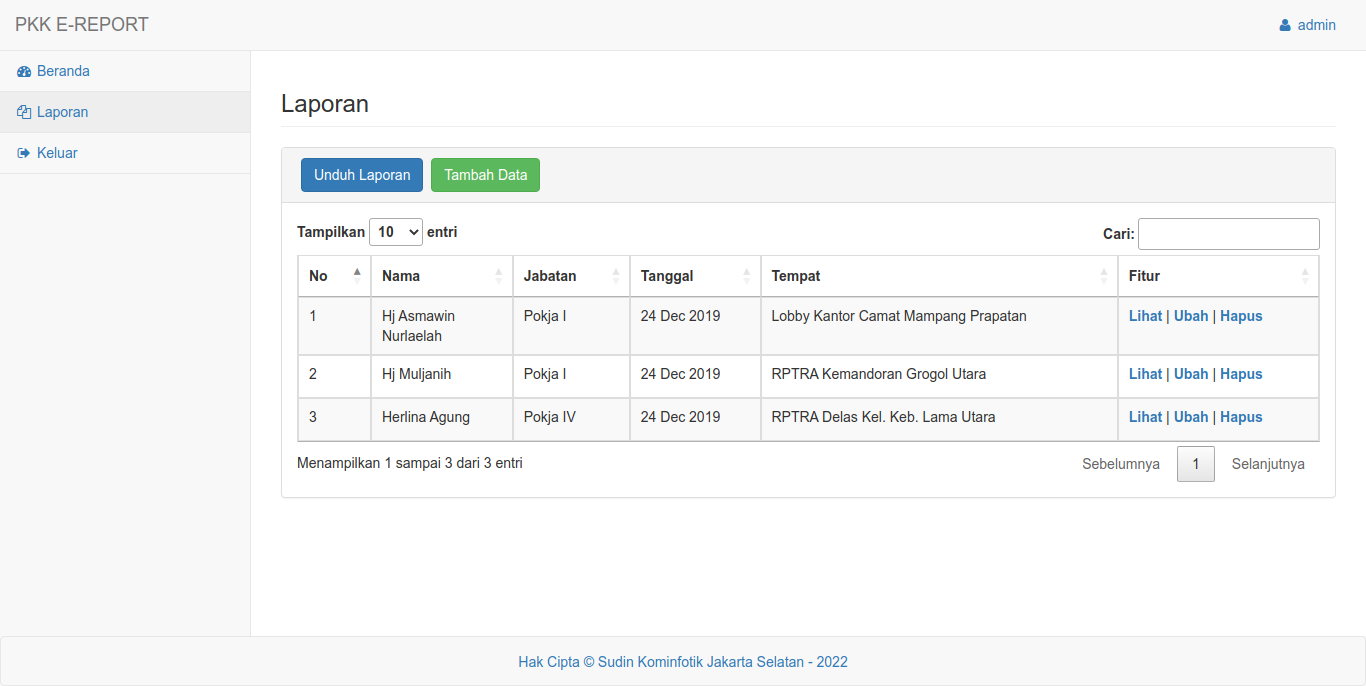 PKK E-REPORT admin
Beranda
Laporan
Keluar
Laporan
Unduh Laporan Tambah Data
Tampilkan 10 entri Cari:
No Nama Jabatan Tanggal Tempat Fitur
1 Hj Asmawin Nurlaelah Pokja I 24 Dec 2019 Lobby Kantor Camat Mampang Prapatan Lihat | Ubah | Hapus
2 Hj Muljanih Pokja I 24 Dec 2019 RPTRA Kemandoran Grogol Utara Lihat | Ubah | Hapus
3 Herlina Agung Pokja IV 24 Dec 2019 RPTRA Delas Kel. Keb. Lama Utara Lihat | Ubah | Hapus
Menampilkan 1 sampai 3 dari 3 entri Sebelumnya 1 Selanjutnya
Hak Cipta © Sudin Kominfotik Jakarta Selatan - 2022